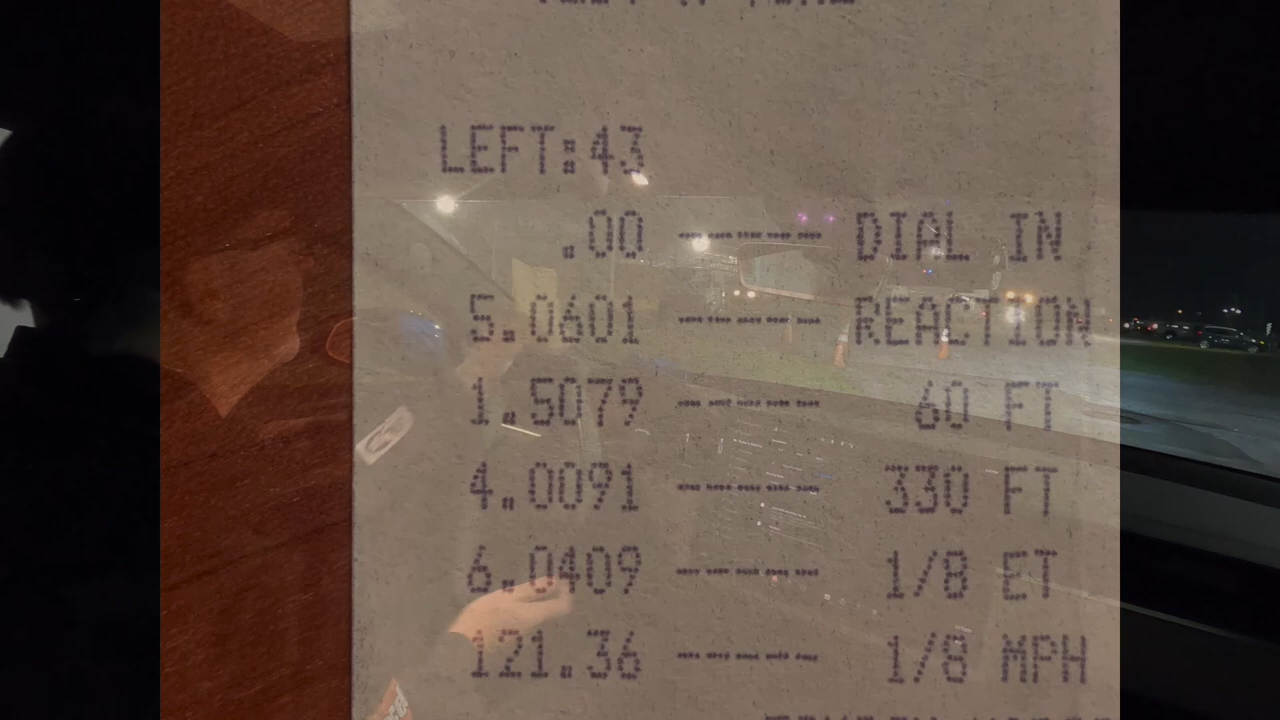 LEFT:43
.00 ----- DIAL IN
5.0601 ----- REACTION
1.5079 ----- 60 FT
4.0091 ----- 330 FT
6.0409 ----- 1/8 ET
121.36 ----- 1/8 MPH